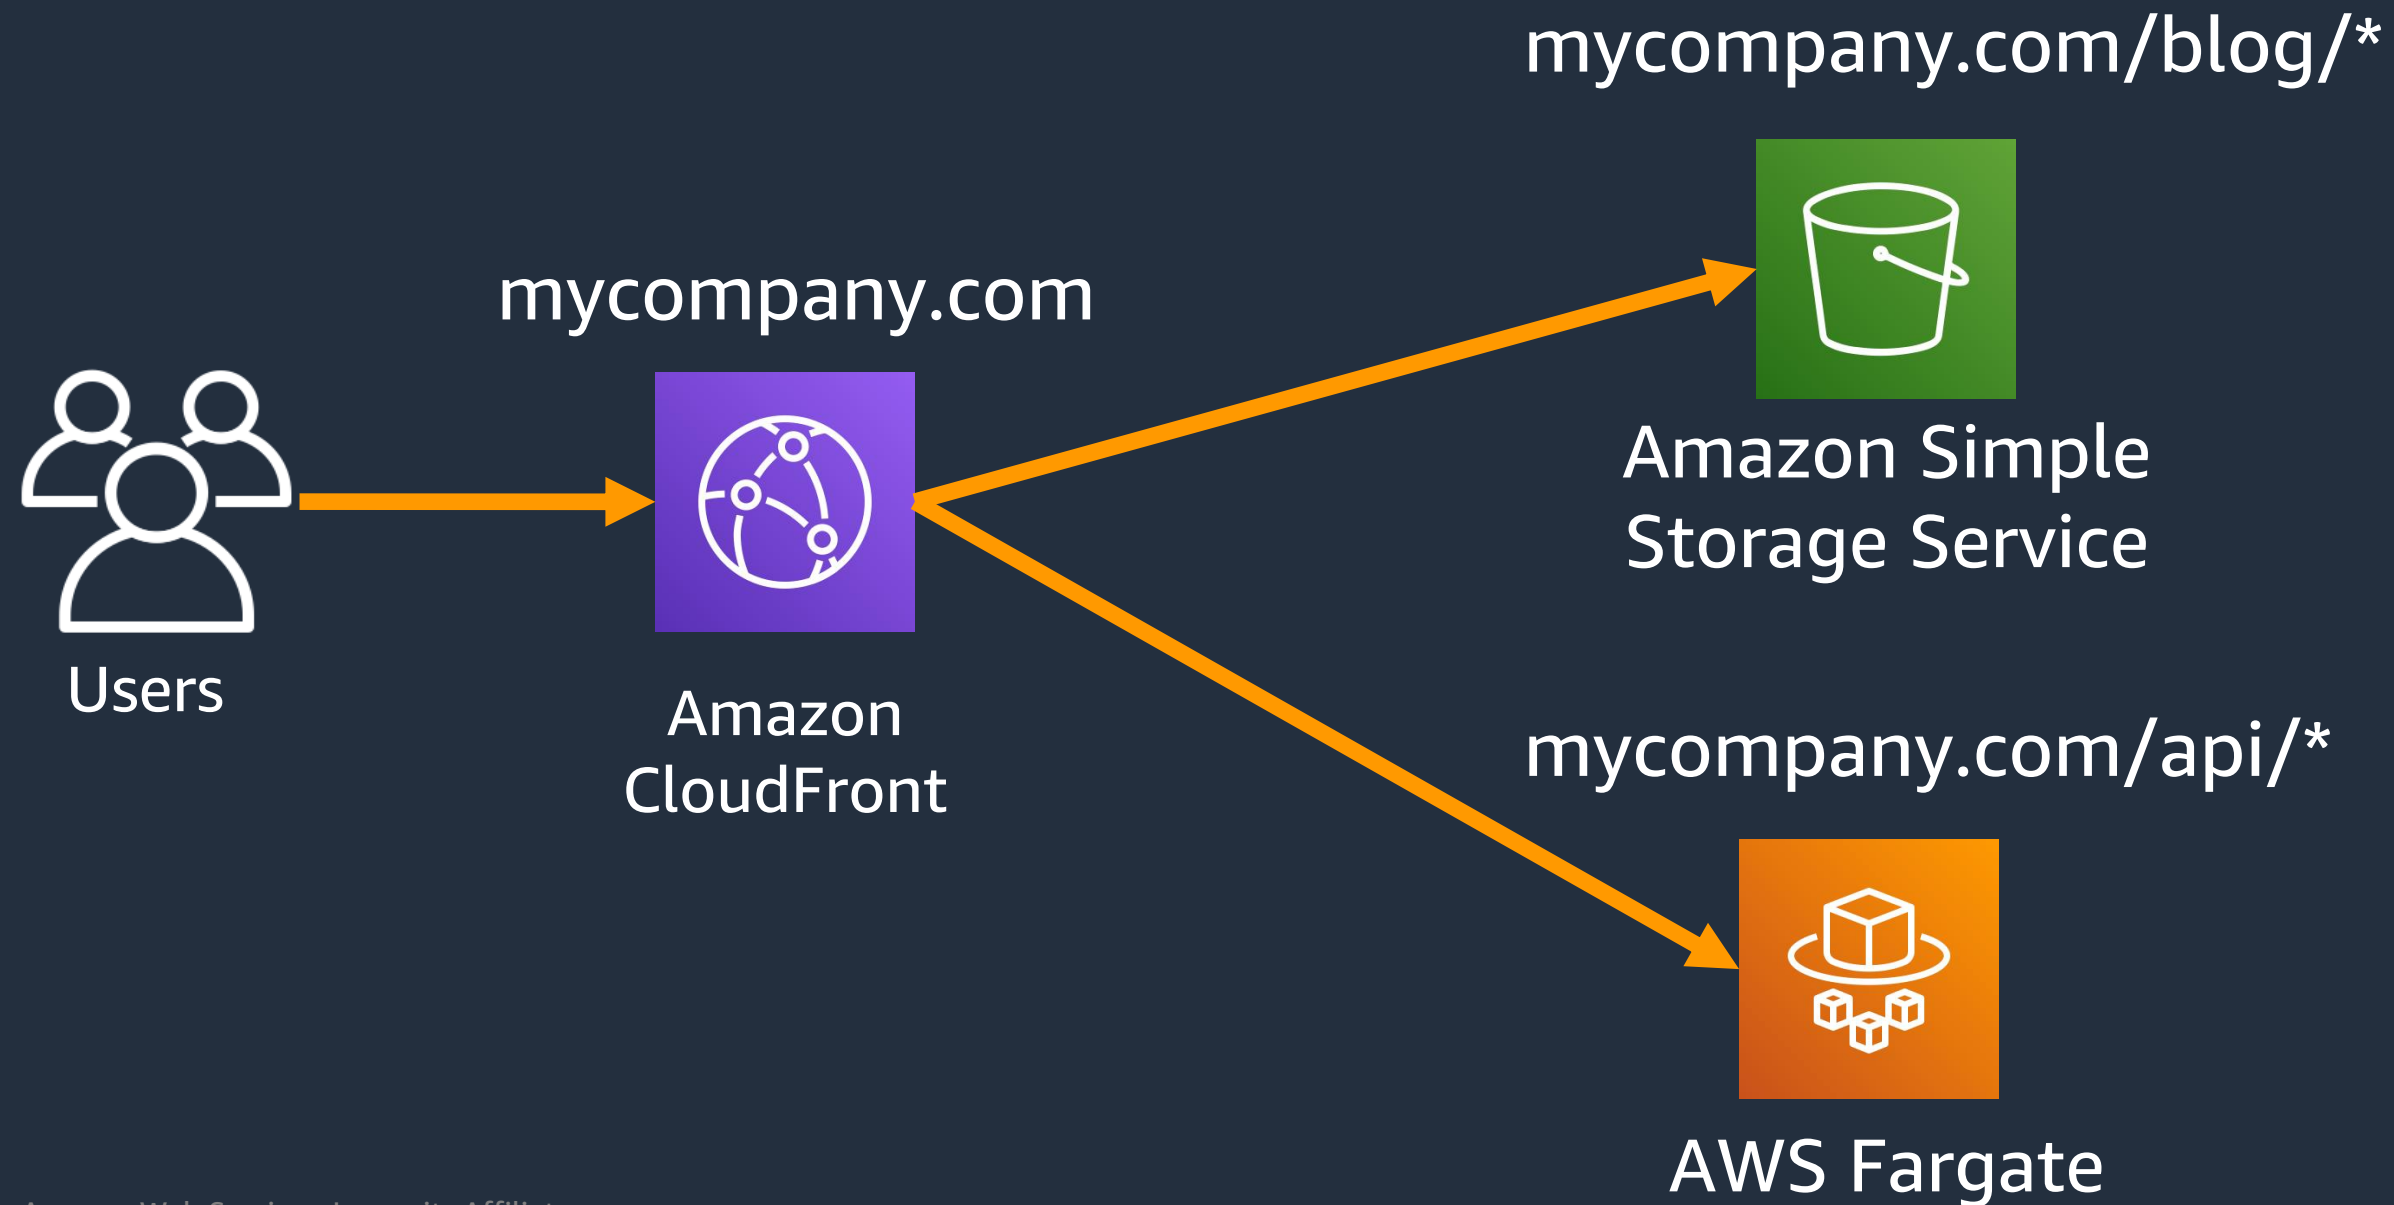 mycompany.com/blog/*
mycompany.com
Amazon Simple
Storage Service
Users
Amazon
CloudFront
mycompany.com/api/*
AWS Fargate